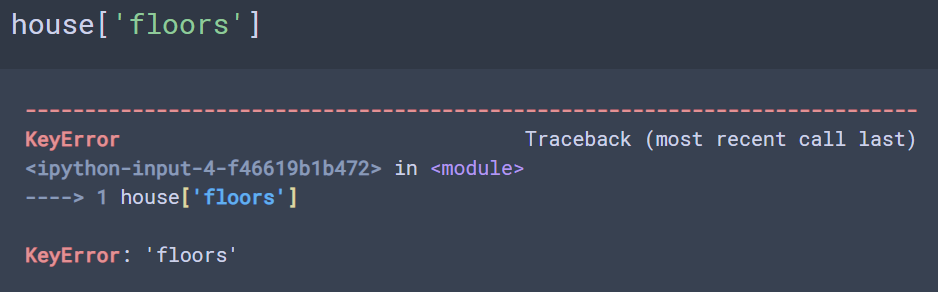 house['floors']
---------------------------------------------------------------------------
KeyError                                  Traceback (most recent call last)
<ipython-input-4-f46619b1b472> in <module>
----> 1 house['floors']
KeyError: 'floors'